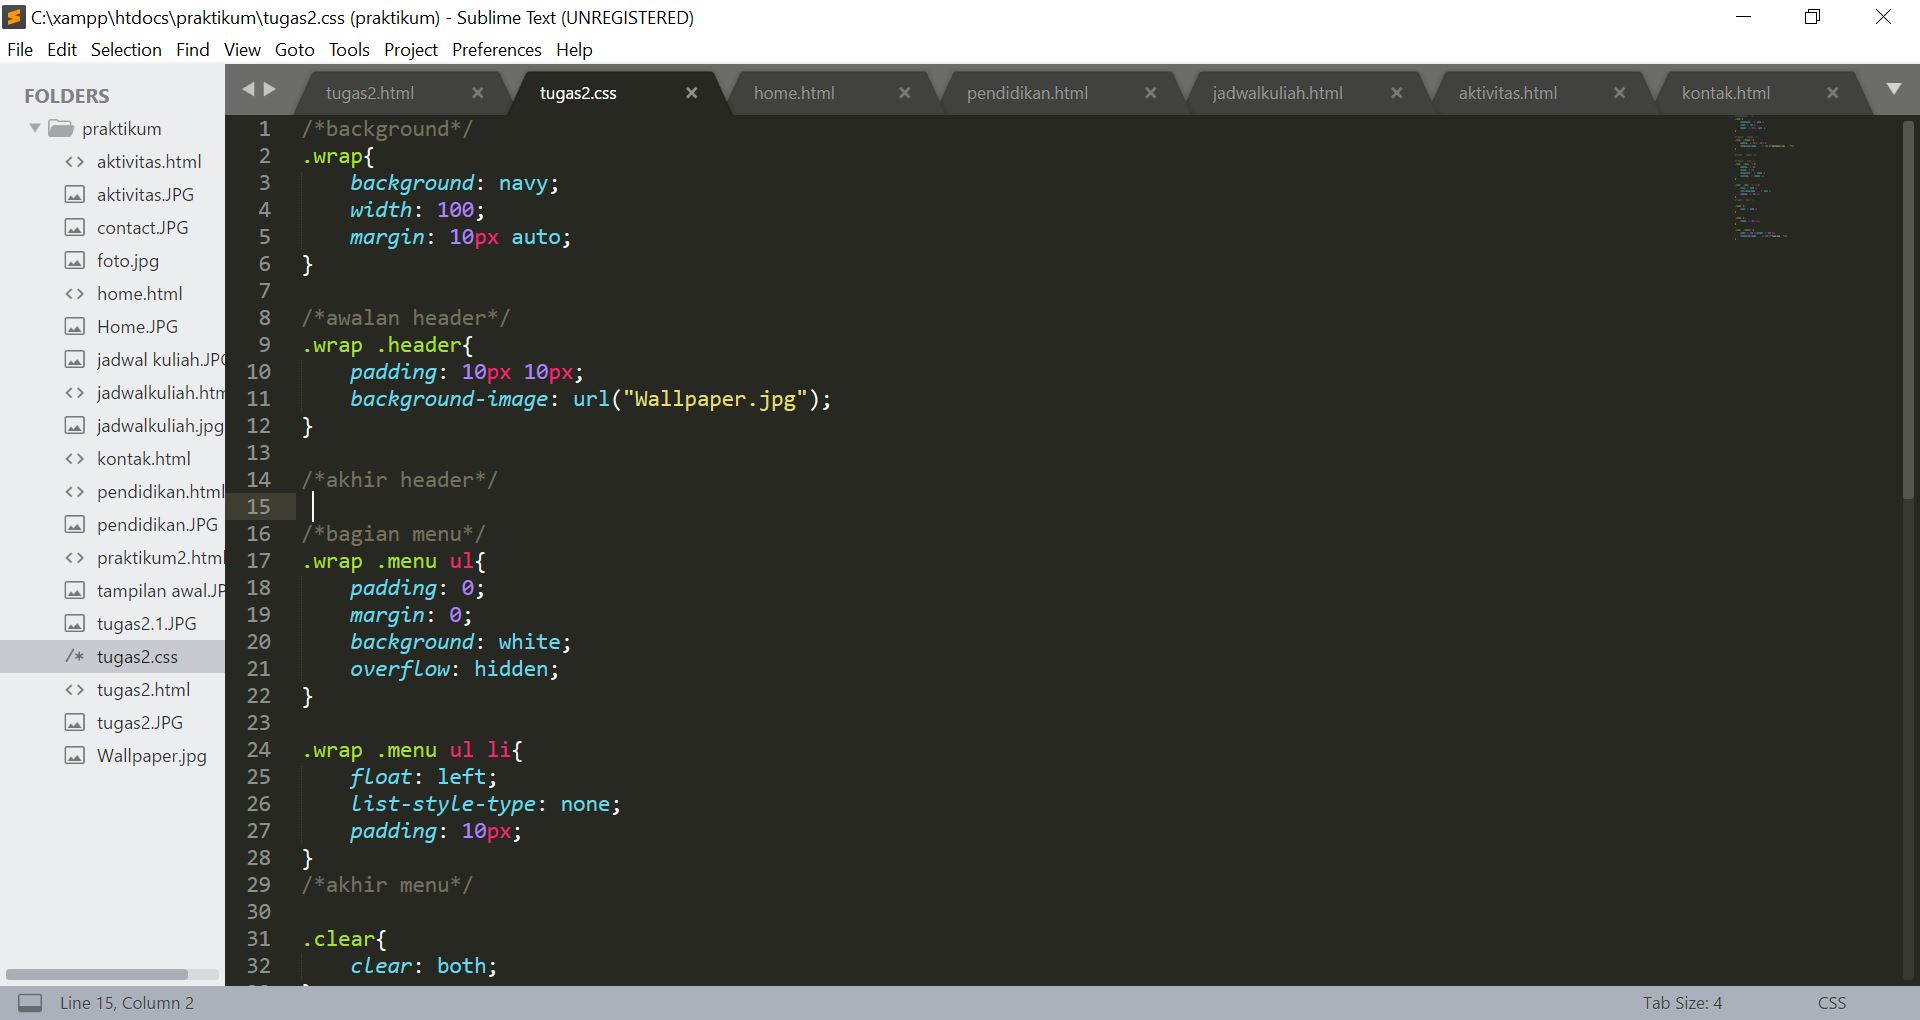 C:\xampp\htdocs\praktikum\tugas2.css (praktikum) - Sublime Text (UNREGISTERED)
File Edit Selection Find View Goto Tools Project Preferences Help
FOLDERS
praktikum
aktivitas.html
aktivitas.JPG
contact.JPG
foto.jpg
home.html
Home.JPG
jadwal kuliah.JP
jadwalkuliah.htm
jadwalkuliah.jpg
kontak.html
pendidikan.html
pendidikan.JPG
praktikum2.html
tampilan awal.JP
tugas2.1.JPG
/* tugas2.css
tugas2.html
tugas2.JPG
Wallpaper.jpg
tugas2.html tugas2.css home.html pendidikan.html jadwalkuliah.html aktivitas.html kontak.html
1 /*background*/
2 .wrap{
3     background: navy;
4     width: 100;
5     margin: 10px auto;
6 }
7
8 /*awalan header*/
9 .wrap .header{
10     padding: 10px 10px;
11     background-image: url("Wallpaper.jpg");
12 }
13
14 /*akhir header*/
15
16 /*bagian menu*/
17 .wrap .menu ul{
18     padding: 0;
19     margin: 0;
20     background: white;
21     overflow: hidden;
22 }
23
24 .wrap .menu ul li{
25     float: left;
26     list-style-type: none;
27     padding: 10px;
28 }
29 /*akhir menu*/
30
31 .clear{
32     clear: both;
Line 15, Column 2
Tab Size: 4
CSS